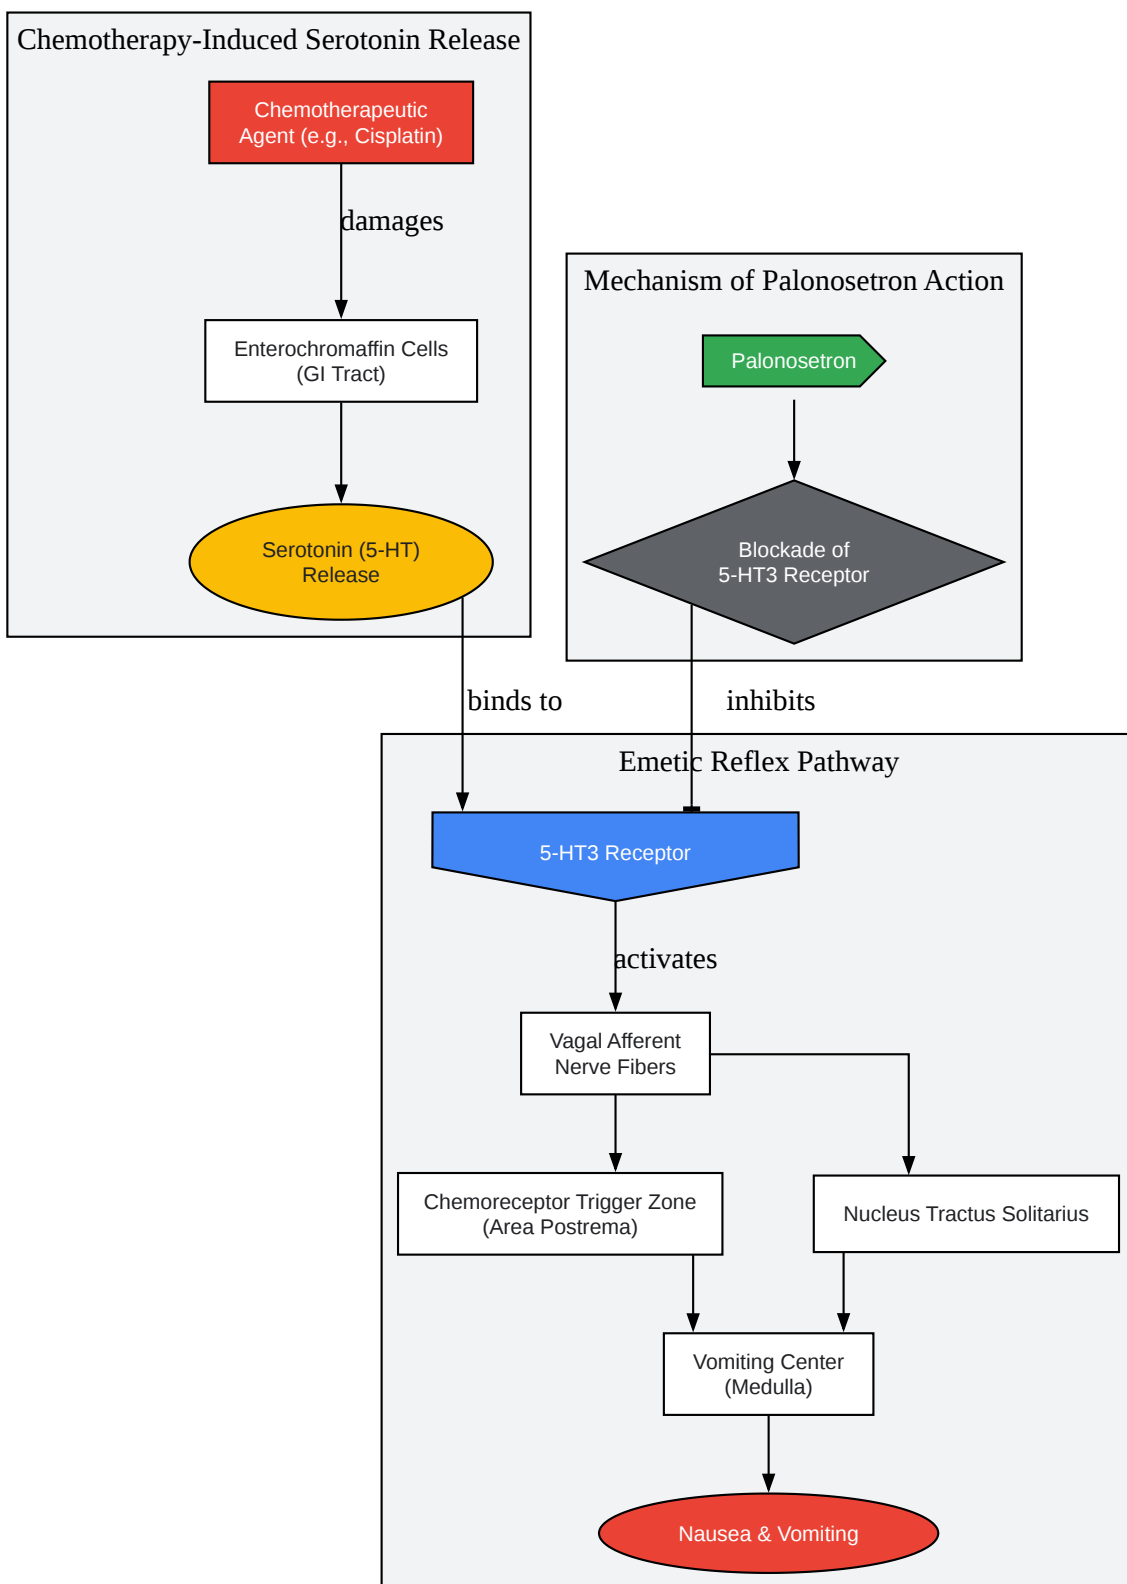 Chemotherapy-Induced Serotonin Release
Chemotherapeutic
Agent (e.g., Cisplatin)
damages
Enterochromaffin Cells
(GI Tract)
Serotonin (5-HT)
Release
Mechanism of Palonosetron Action
Palonosetron
Blockade of
5-HT3 Receptor
binds to
inhibits
Emetic Reflex Pathway
5-HT3 Receptor
activates
Vagal Afferent
Nerve Fibers
Chemoreceptor Trigger Zone
(Area Postrema)
Nucleus Tractus Solitarius
Vomiting Center
(Medulla)
Nausea & Vomiting